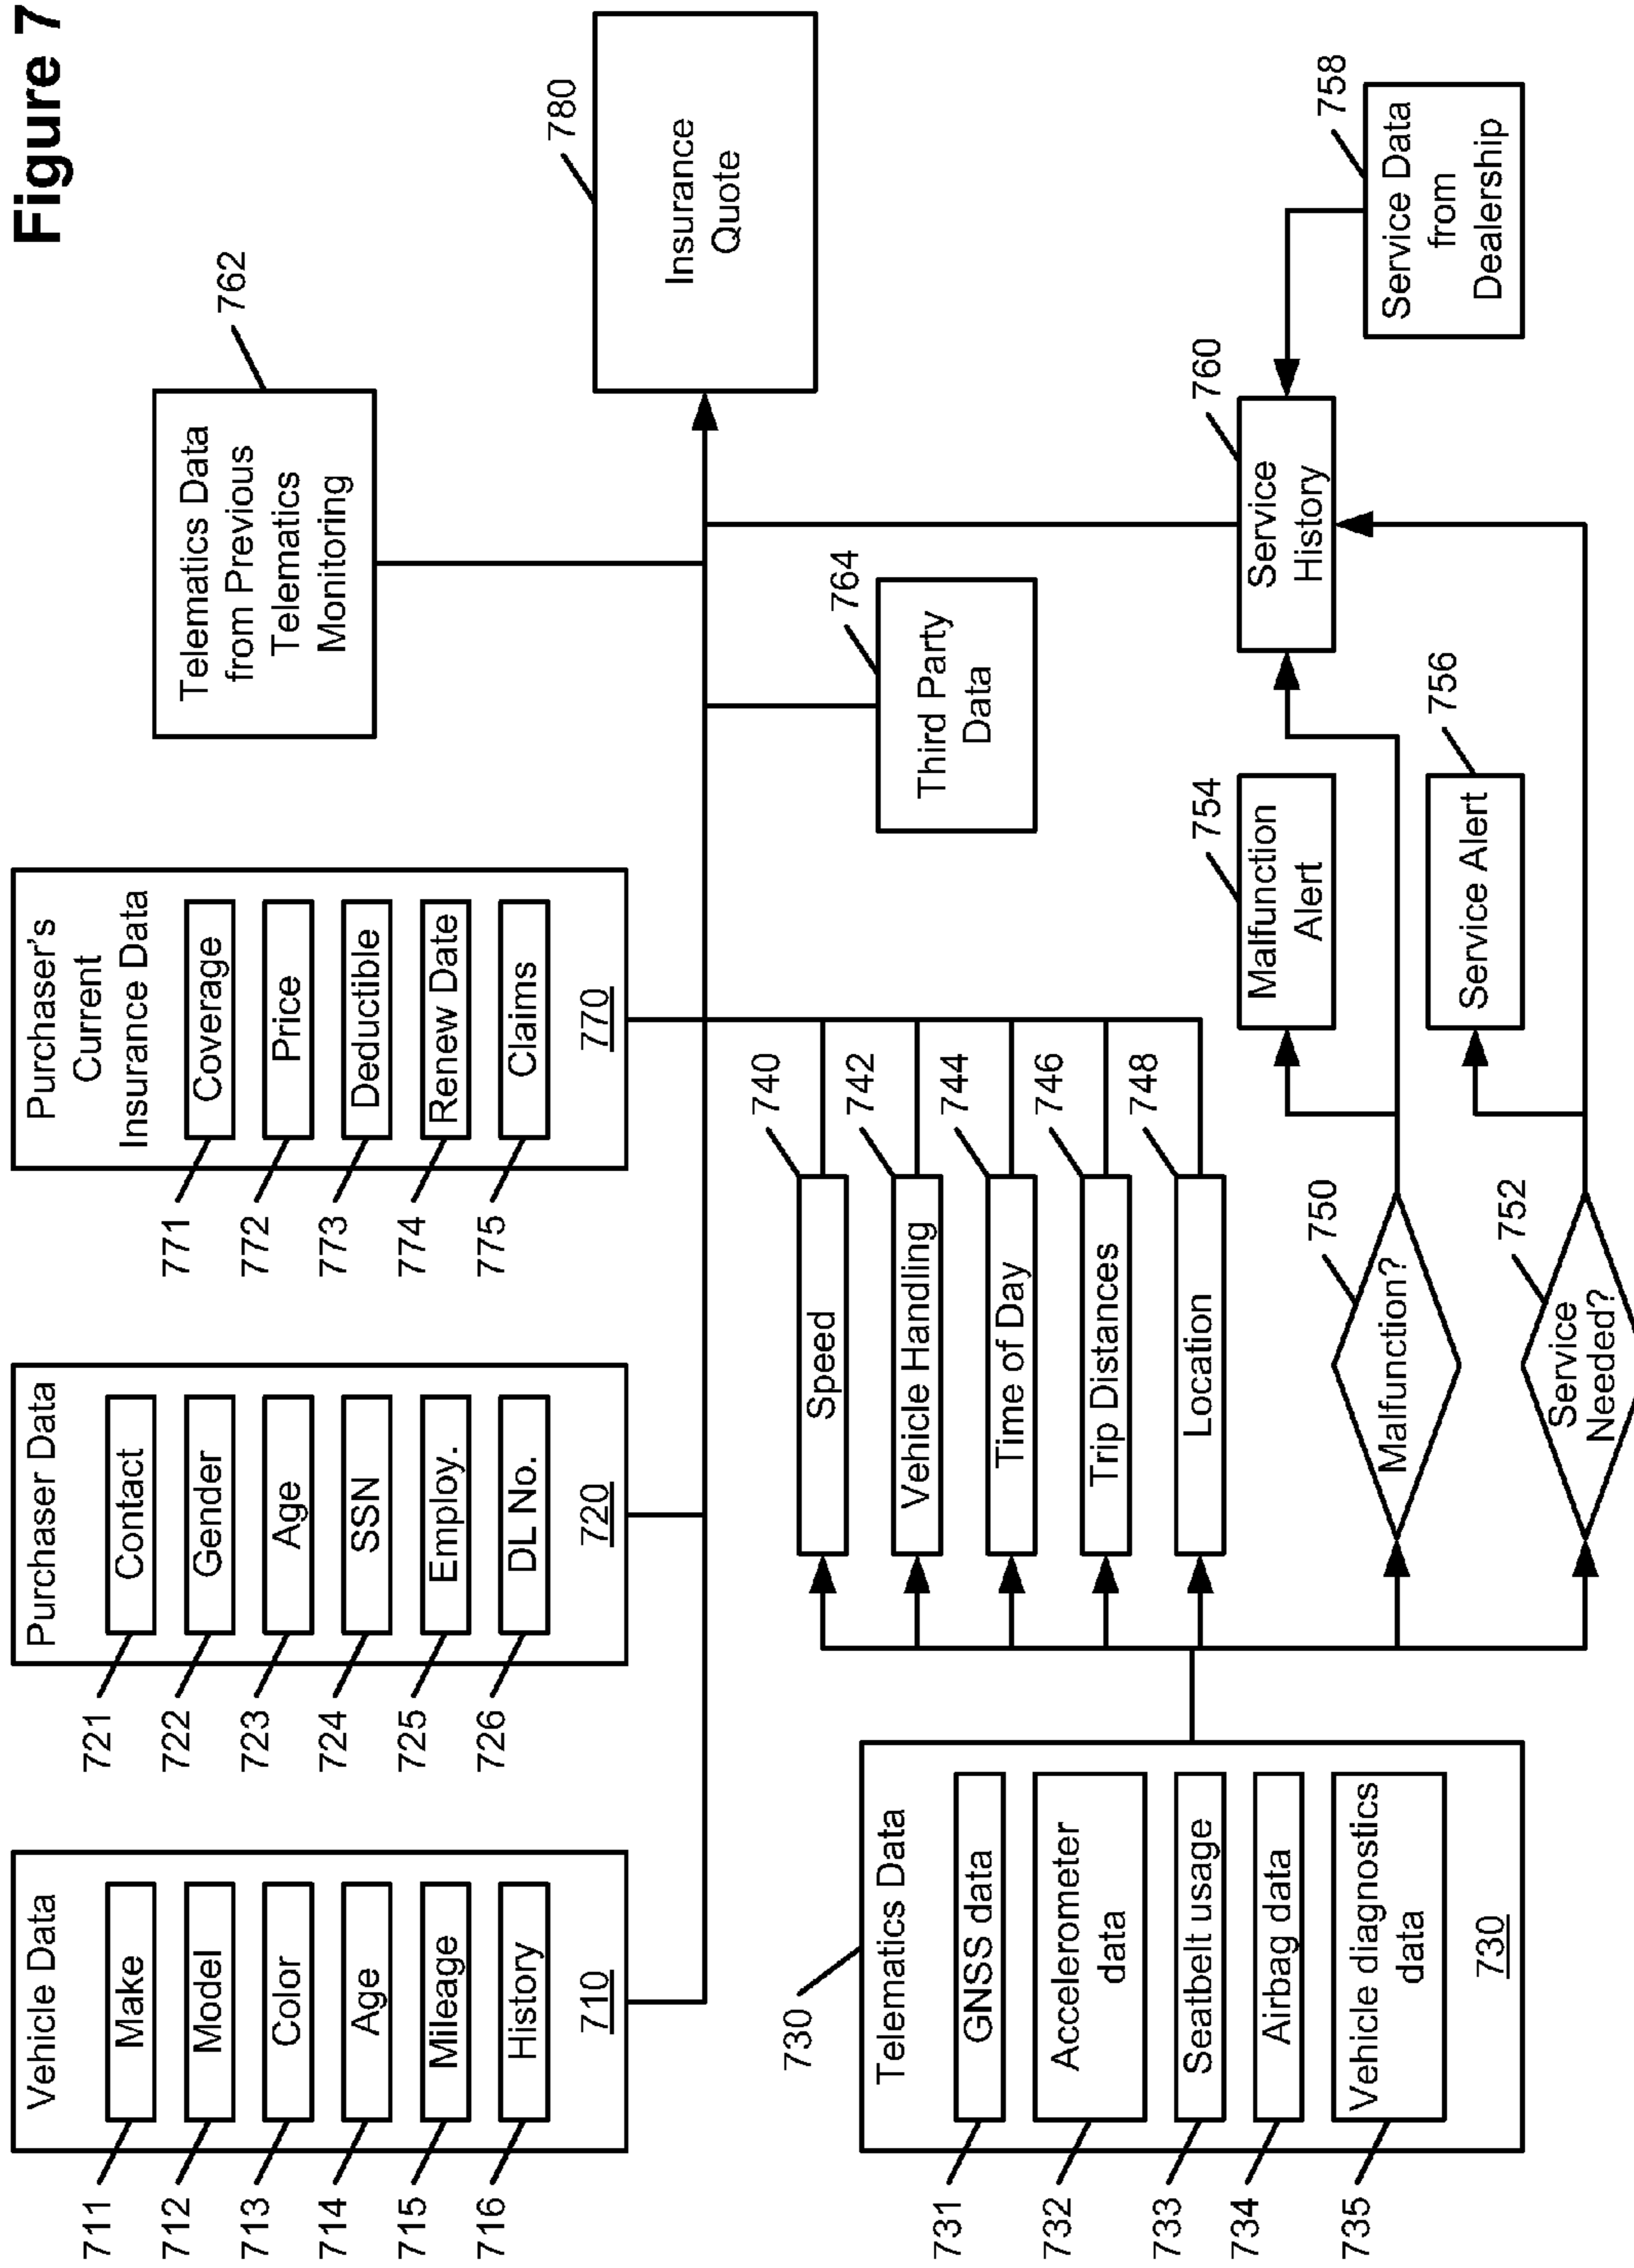 Figure 7
Vehicle Data
711
Make
712
Model
713
Color
714
Age
715
Mileage
716
History
710
Purchaser Data
721
Contact
722
Gender
723
Age
724
SSN
725
Employ.
726
DL No.
720
Purchaser's
Current
Insurance Data
771
Coverage
772
Price
773
Deductible
774
Renew Date
775
Claims
770
762
Telematics Data
from Previous
Telematics
Monitoring
780
Insurance
Quote
764
Third Party
Data
730
Telematics Data
731
GNSS data
732
Accelerometer
data
733
Seatbelt usage
734
Airbag data
735
Vehicle diagnostics
data
730
740
Speed
742
Vehicle Handling
744
Time of Day
746
Trip Distances
748
Location
750
Malfunction?
752
Service
Needed?
754
Malfunction
Alert
756
Service Alert
760
Service
History
758
Service Data
from
Dealership